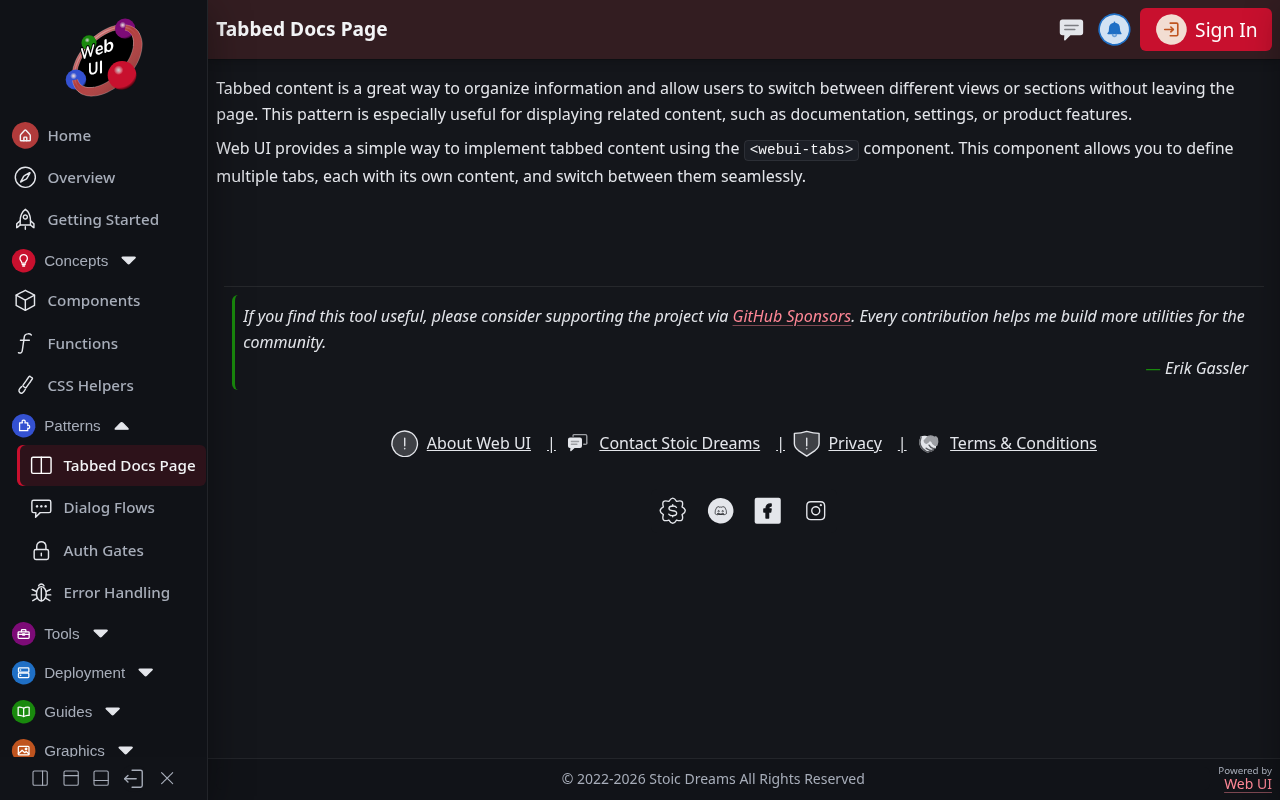 Web
UI
Home
Overview
Getting Started
Concepts
Components
Functions
CSS Helpers
Patterns
Tabbed Docs Page
Dialog Flows
Auth Gates
Error Handling
Tools
Deployment
Guides
Graphics
Tabbed Docs Page
Sign In
Tabbed content is a great way to organize information and allow users to switch between different views or sections without leaving the
page. This pattern is especially useful for displaying related content, such as documentation, settings, or product features.
Web UI provides a simple way to implement tabbed content using the <webui-tabs> component. This component allows you to define
multiple tabs, each with its own content, and switch between them seamlessly.
If you find this tool useful, please consider supporting the project via GitHub Sponsors. Every contribution helps me build more utilities for the
community.
— Erik Gassler
About Web UI | Contact Stoic Dreams | Privacy | Terms & Conditions
© 2022-2026 Stoic Dreams All Rights Reserved
Powered by
Web UI